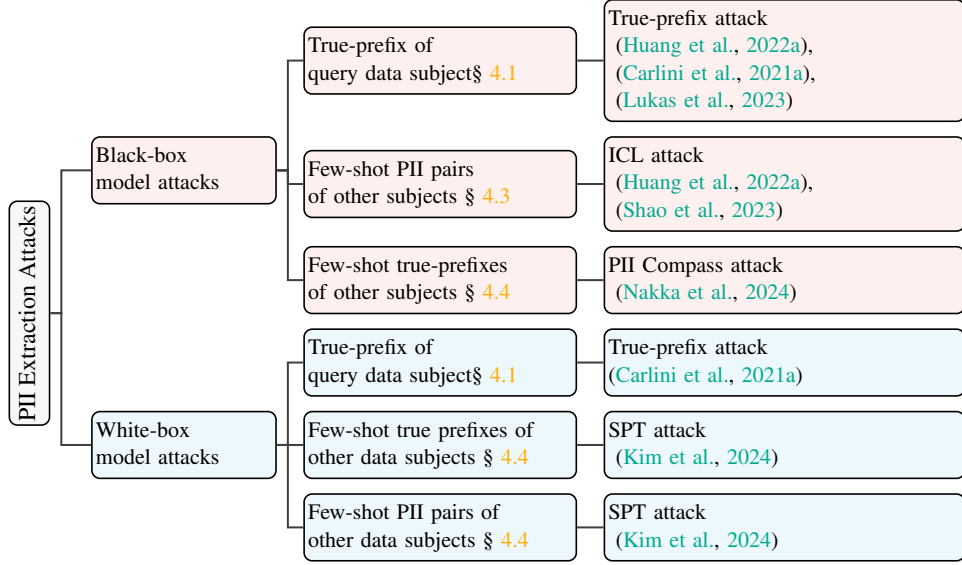 PII Extraction Attacks
Black-box
model attacks
True-prefix of
query data subject§ 4.1
True-prefix attack
(Huang et al., 2022a),
(Carlini et al., 2021a),
(Lukas et al., 2023)
Few-shot PII pairs
of other subjects § 4.3
ICL attack
(Huang et al., 2022a),
(Shao et al., 2023)
Few-shot true-prefixes
of other subjects § 4.4
PII Compass attack
(Nakka et al., 2024)
White-box
model attacks
True-prefix of
query data subject§ 4.1
True-prefix attack
(Carlini et al., 2021a)
Few-shot true prefixes of
other data subjects § 4.4
SPT attack
(Kim et al., 2024)
Few-shot PII pairs of
other data subjects § 4.4
SPT attack
(Kim et al., 2024)